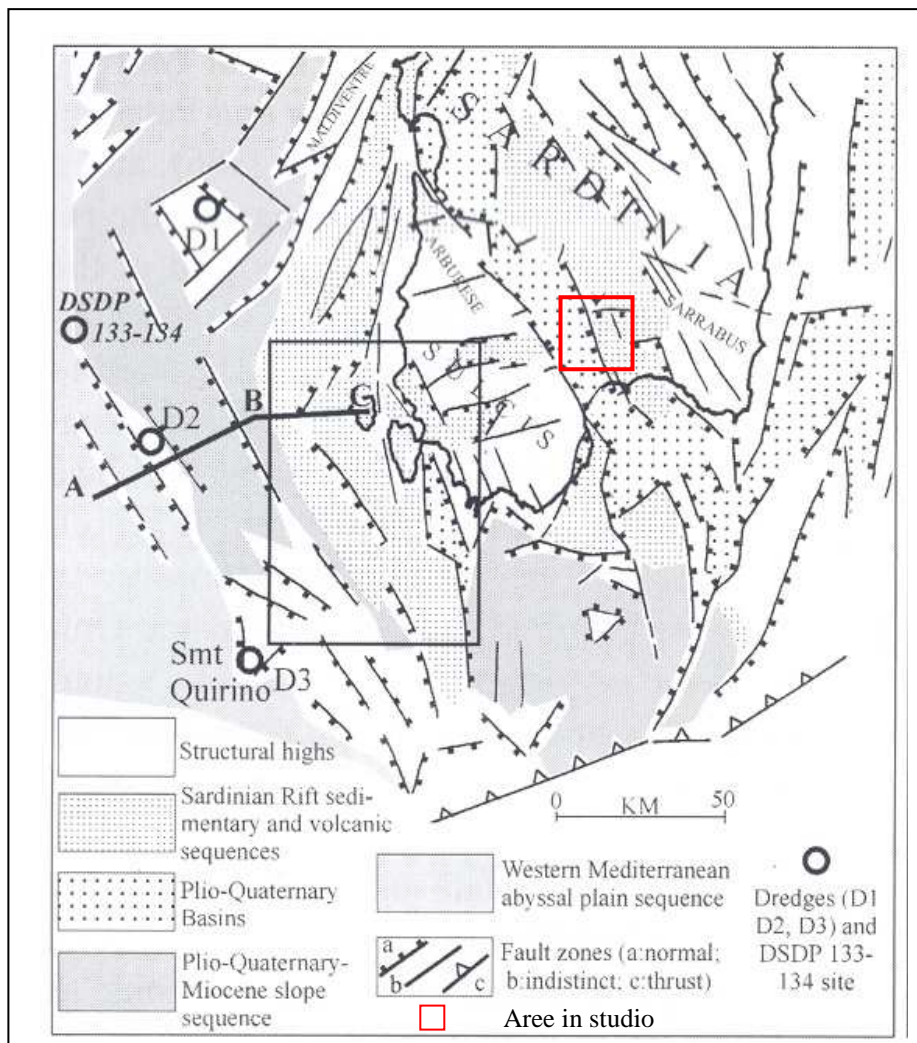 MALDIVENTRE
SARDINIA
D1
ARBURESE
DSDP
133-134
SARRABUS
SULCIS
B
C
D2
A
Smt
Quirino
D3
0 50
KM
Structural highs
Sardinian Rift sedi-
mentary and volcanic
sequences
Plio-Quaternary
Basins
Plio-Quaternary-
Miocene slope
sequence
Western Mediterranean
abyssal plain sequence
a
b
c
Fault zones (a:normal;
b:indistinct; c:thrust)
Dredges (D1
D2, D3) and
DSDP 133-
134 site
Aree in studio